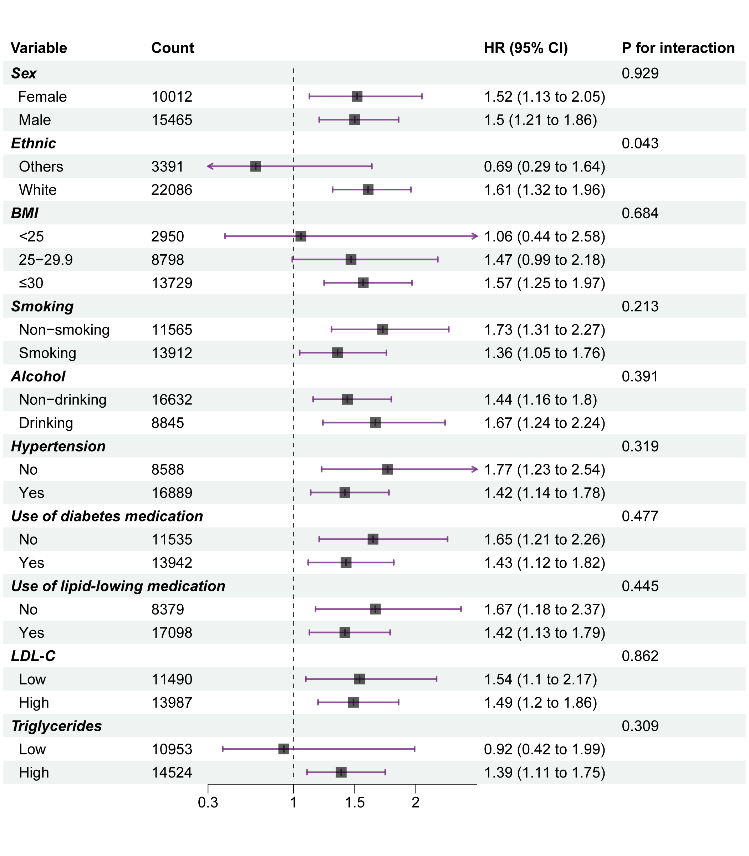 Variable Count HR (95% CI) P for interaction
Sex 0.929
Female 10012 1.52 (1.13 to 2.05)
Male 15465 1.5 (1.21 to 1.86)
Ethnic 0.043
Others 3391 0.69 (0.29 to 1.64)
White 22086 1.61 (1.32 to 1.96)
BMI 0.684
<25 2950 1.06 (0.44 to 2.58)
25−29.9 8798 1.47 (0.99 to 2.18)
≤30 13729 1.57 (1.25 to 1.97)
Smoking 0.213
Non−smoking 11565 1.73 (1.31 to 2.27)
Smoking 13912 1.36 (1.05 to 1.76)
Alcohol 0.391
Non−drinking 16632 1.44 (1.16 to 1.8)
Drinking 8845 1.67 (1.24 to 2.24)
Hypertension 0.319
No 8588 1.77 (1.23 to 2.54)
Yes 16889 1.42 (1.14 to 1.78)
Use of diabetes medication 0.477
No 11535 1.65 (1.21 to 2.26)
Yes 13942 1.43 (1.12 to 1.82)
Use of lipid-lowing medication 0.445
No 8379 1.67 (1.18 to 2.37)
Yes 17098 1.42 (1.13 to 1.79)
LDL-C 0.862
Low 11490 1.54 (1.1 to 2.17)
High 13987 1.49 (1.2 to 1.86)
Triglycerides 0.309
Low 10953 0.92 (0.42 to 1.99)
High 14524 1.39 (1.11 to 1.75)
0.3 1 1.5 2